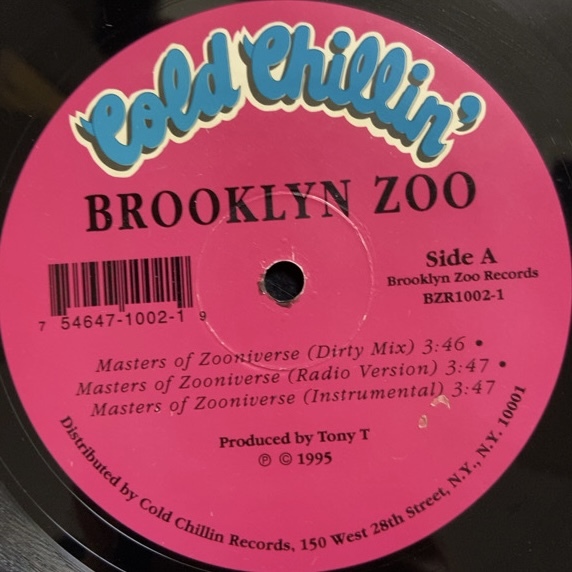 Cold Chillin'
BROOKLYN ZOO
Side A
Brooklyn Zoo Records
BZR1002-1
7 54647-1002-1 9
Masters of Zooniverse (Dirty Mix) 3:46 •
Masters of Zooniverse (Radio Version) 3:47 •
Masters of Zooniverse (Instrumental) 3:47
Produced by Tony T
℗ © 1995
Distributed by Cold Chillin Records, 150 West 28th Street, N.Y., N.Y. 10001